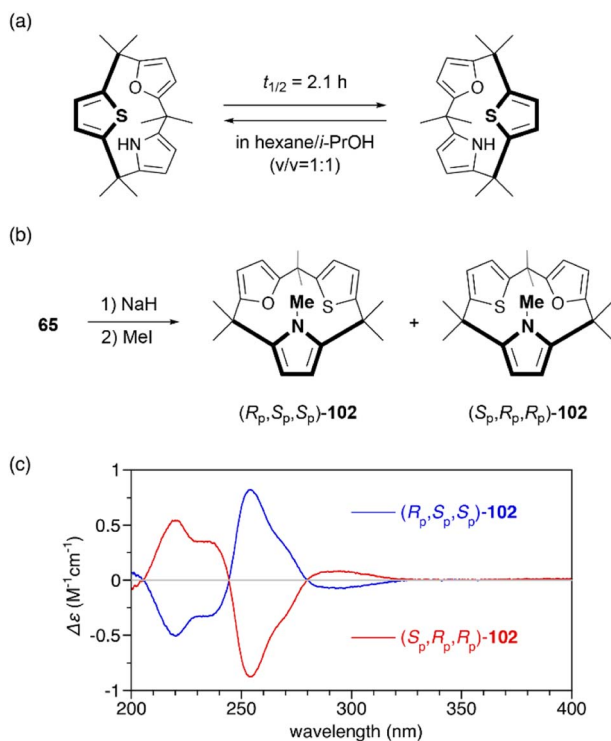 (a)
O
S
HN
t1/2 = 2.1 h
in hexane/i-PrOH
(v/v=1:1)
O
S
NH
(b)
65
1) NaH
2) MeI
O
S
Me
N
(Rp,Sp,Sp)-102
+
S
O
Me
N
(Sp,Rp,Rp)-102
(c)
Δε (M⁻¹cm⁻¹)
1
0.5
0
-0.5
-1
(Rp,Sp,Sp)-102
(Sp,Rp,Rp)-102
200
250
300
350
400
wavelength (nm)